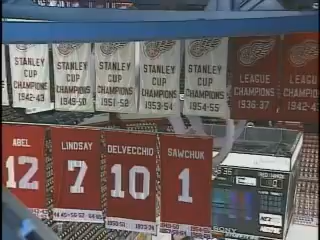 STANLEY CUP CHAMPIONS 1942-43
STANLEY CUP CHAMPIONS 1949-50
STANLEY CUP CHAMPIONS 1951-52
STANLEY CUP CHAMPIONS 1953-54
STANLEY CUP CHAMPIONS 1954-55
LEAGUE CHAMPIONS 1936-37
LEAGUE CHAMPIONS 1942-43
ABEL
12
LINDSAY
7
DELVECCHIO
10
SAWCHUK
1
SONY